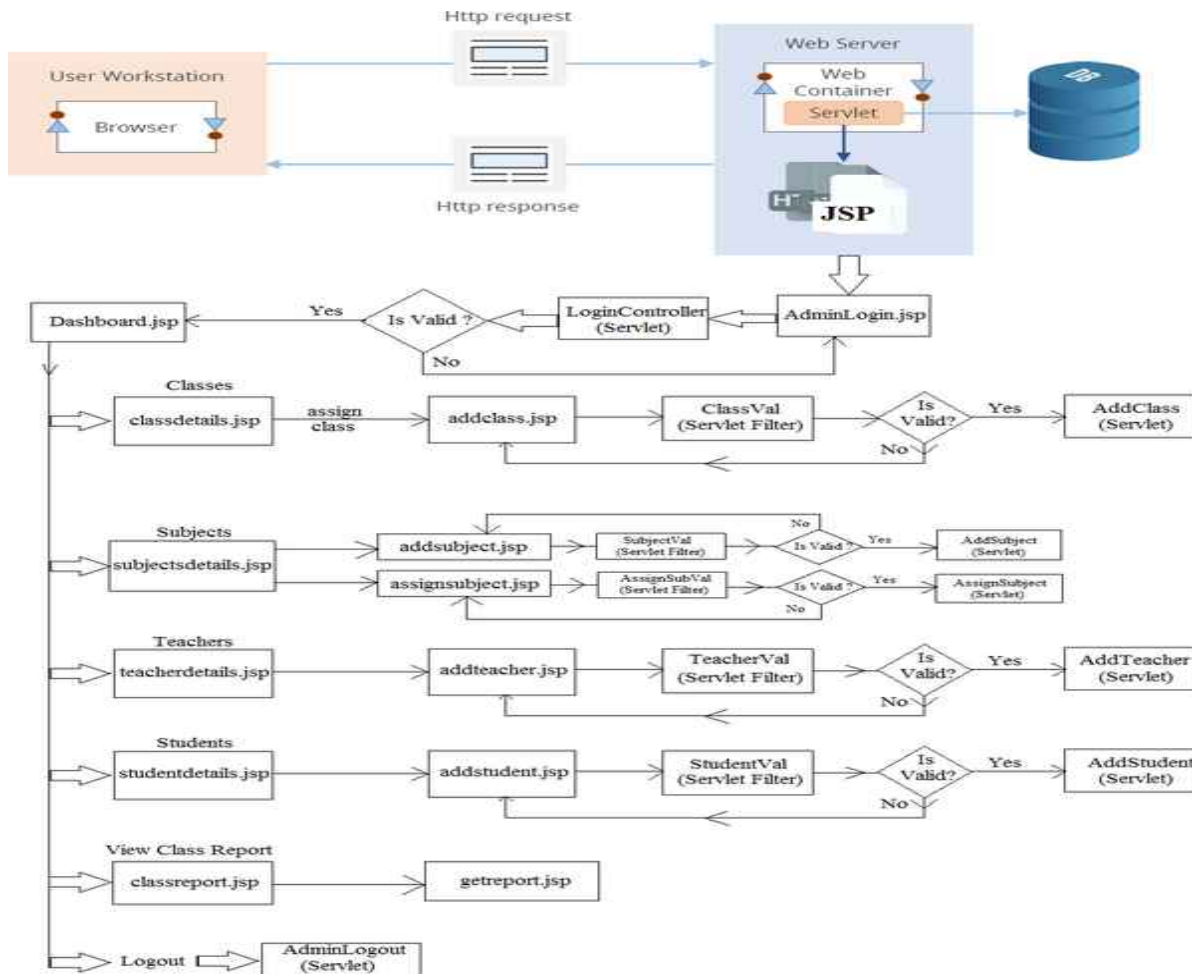 Http request
User Workstation
Browser
Web Server
Web
Container
Servlet
DB
Http response
H
JSP
Dashboard.jsp
Yes
Is Valid ?
No
LoginController
(Servlet)
AdminLogin.jsp
Classes
classdetails.jsp
assign
class
addclass.jsp
ClassVal
(Servlet Filter)
Is
Valid?
No
Yes
AddClass
(Servlet)
Subjects
subjectsdetails.jsp
addsubject.jsp
SubjectVal
(Servlet Filter)
No
Is Valid ?
Yes
AddSubject
(Servlet)
assignsubject.jsp
AssignSubVal
(Servlet Filter)
Is Valid ?
No
Yes
AssignSubject
(Servlet)
Teachers
teacherdetails.jsp
addteacher.jsp
TeacherVal
(Servlet Filter)
Is
Valid?
No
Yes
AddTeacher
(Servlet)
Students
studentdetails.jsp
addstudent.jsp
StudentVal
(Servlet Filter)
Is
Valid?
No
Yes
AddStudent
(Servlet)
View Class Report
classreport.jsp
getreport.jsp
Logout
AdminLogout
(Servlet)